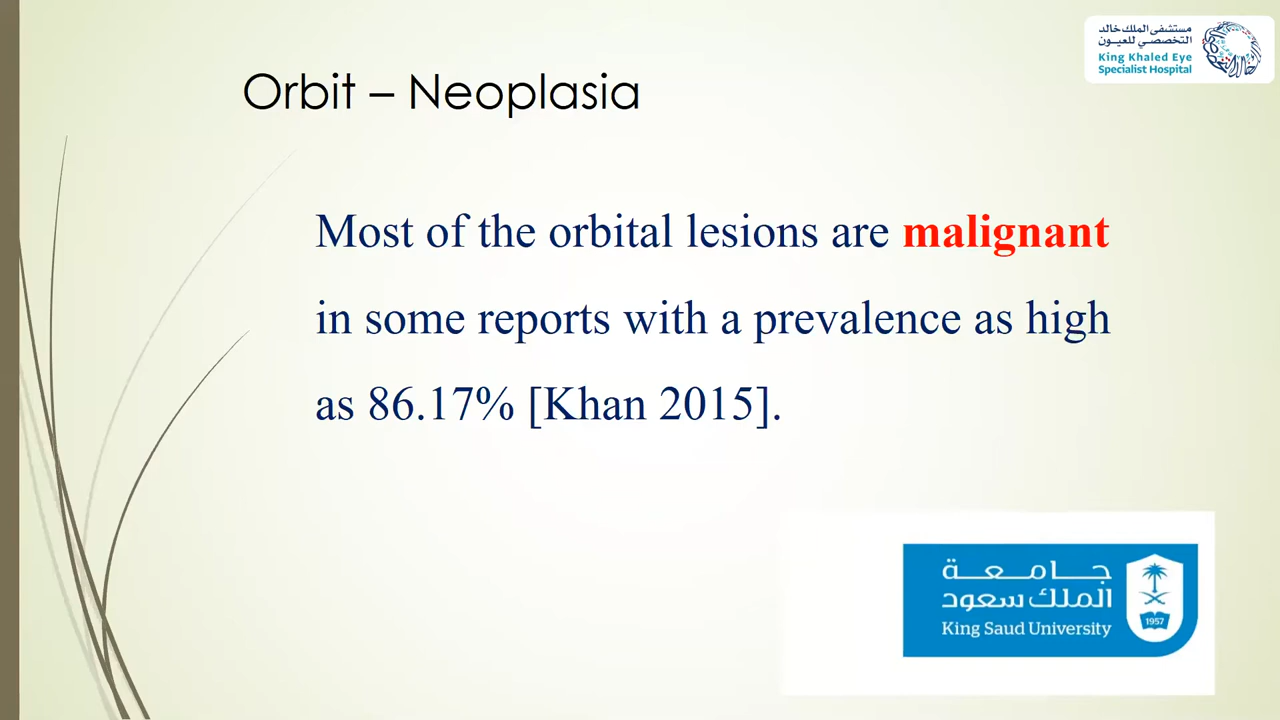 مستشفى الملك خالد
التخصصي للعيون
King Khaled Eye
Specialist Hospital
Orbit – Neoplasia
Most of the orbital lesions are malignant
in some reports with a prevalence as high
as 86.17% [Khan 2015].
جامعة
الملك سعود
King Saud University
1957